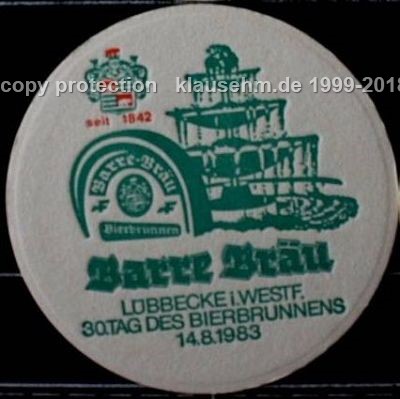 copy protection klausehm.de 1999-2018
seit 1842
Barre-Bräu
Bierbrunnen
Barre Bräu
LÜBBECKE i.WESTF.
30.TAG DES BIERBRUNNENS
14.8.1983